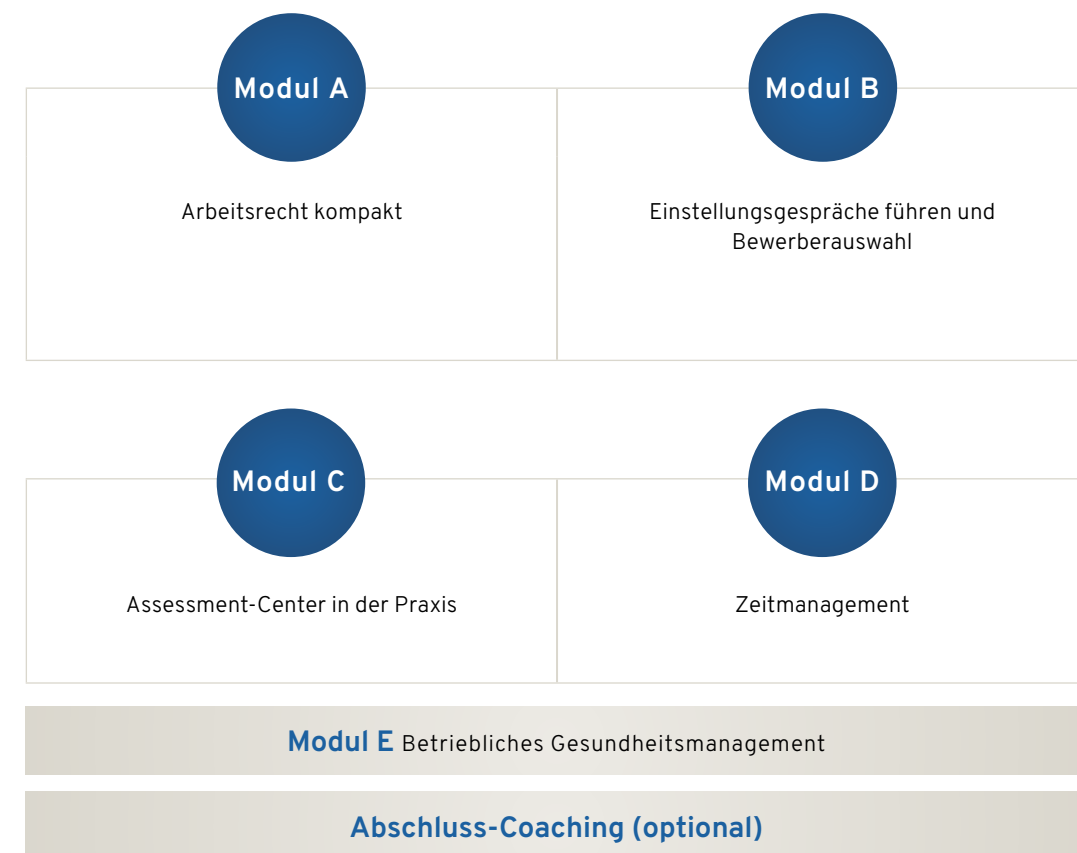 Modul A
Arbeitsrecht kompakt
Modul B
Einstellungsgespräche führen und
Bewerberauswahl
Modul C
Assessment-Center in der Praxis
Modul D
Zeitmanagement
Modul E Betriebliches Gesundheitsmanagement
Abschluss-Coaching (optional)